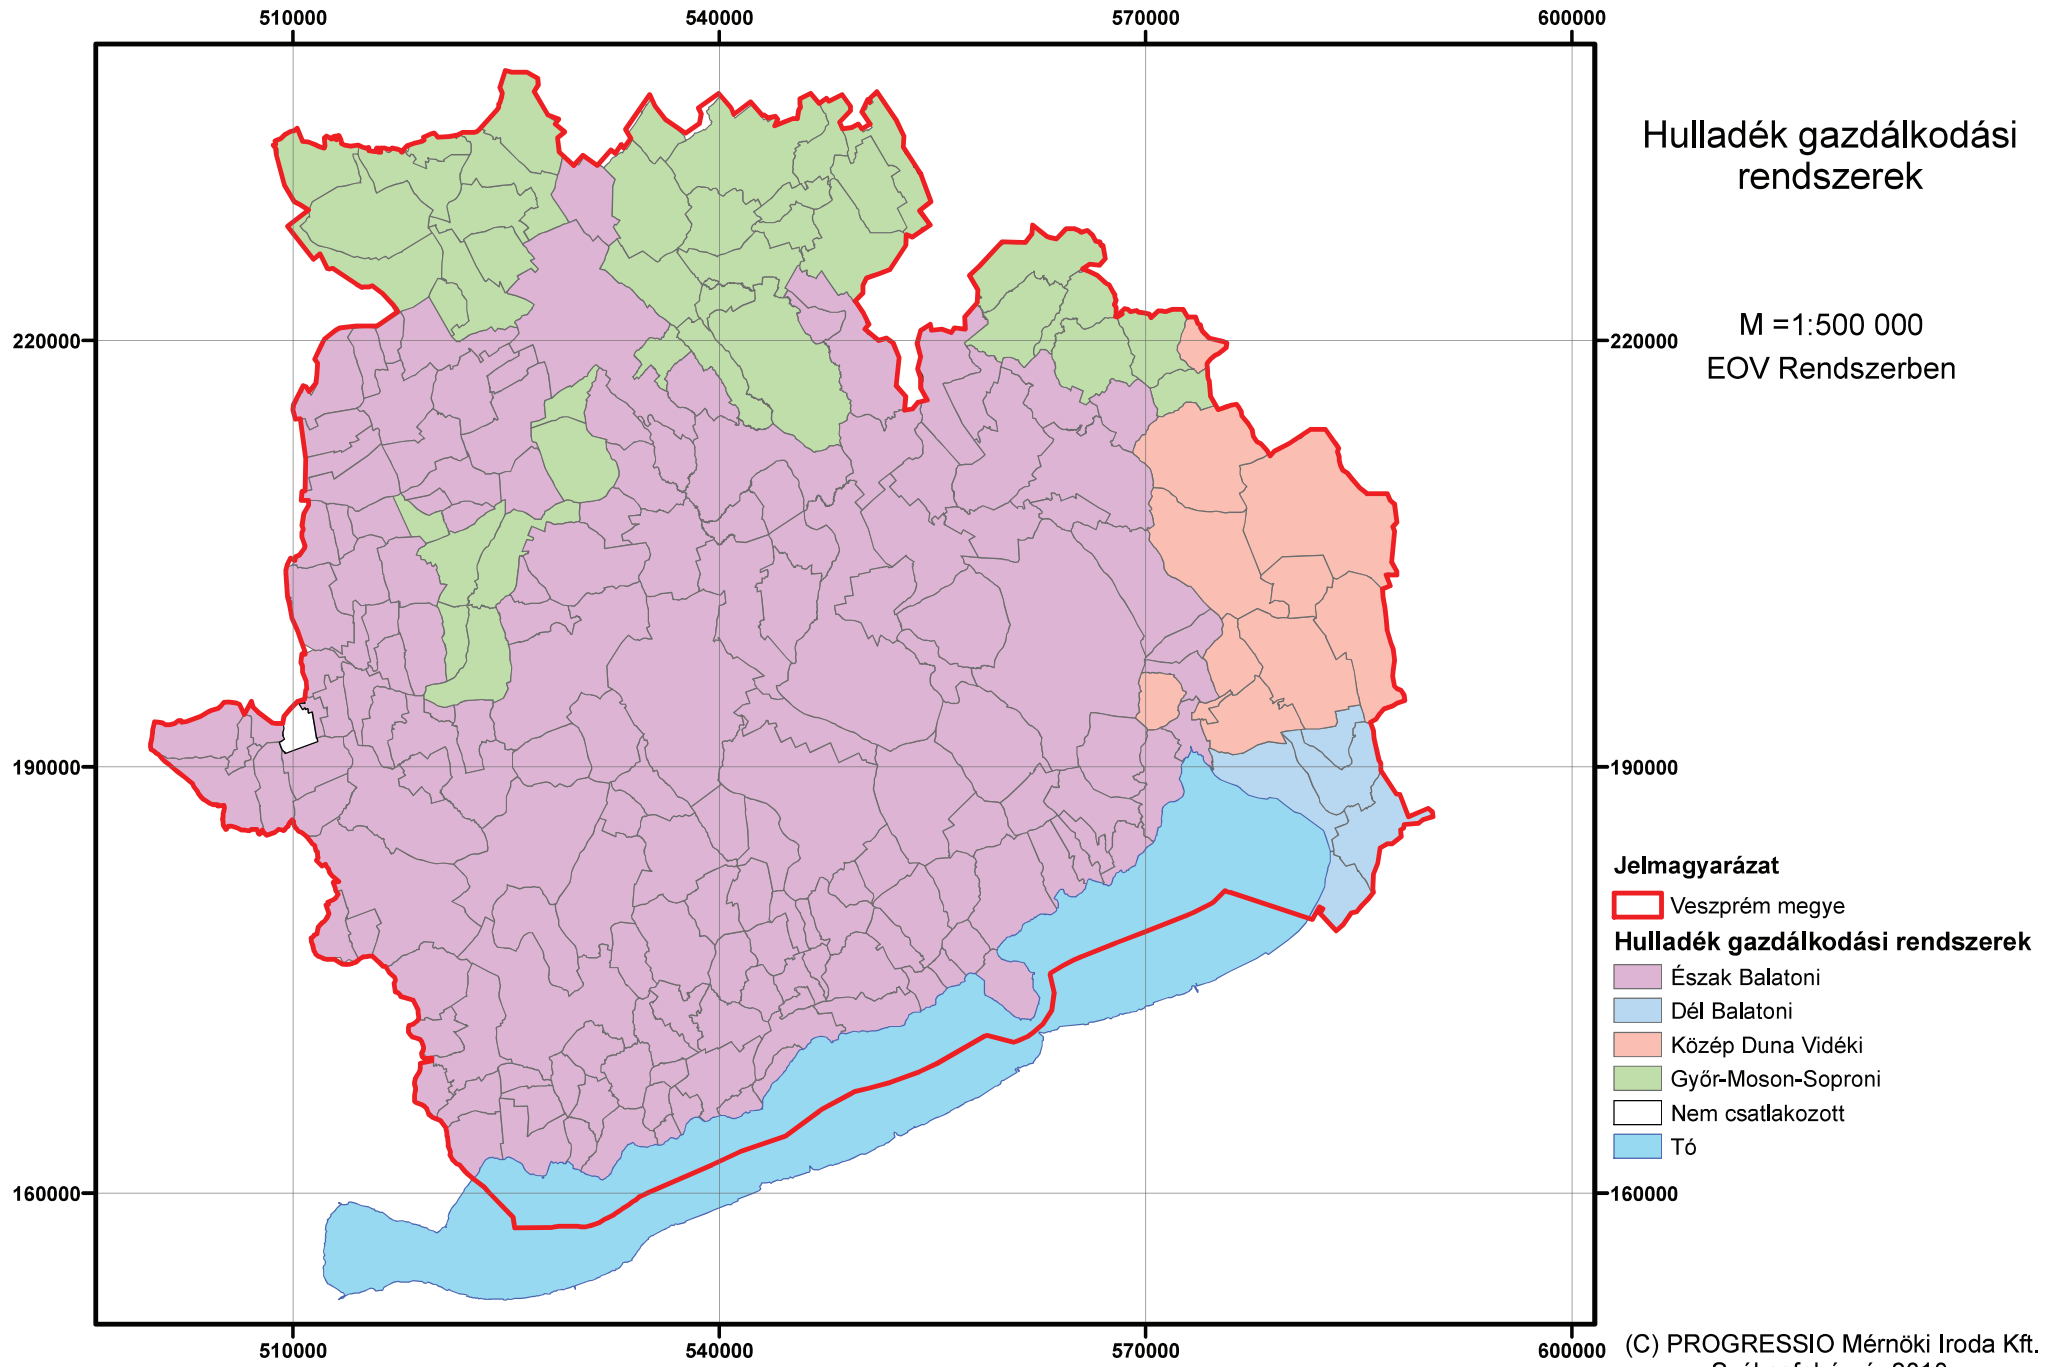 510000 540000 570000 600000
Hulladék gazdálkodási
rendszerek
M =1:500 000
EOV Rendszerben
220000 220000
190000 190000
160000 160000
Jelmagyarázat
Veszprém megye
Hulladék gazdálkodási rendszerek
Észak Balatoni
Dél Balatoni
Közép Duna Vidéki
Győr-Moson-Soproni
Nem csatlakozott
Tó
510000 540000 570000 600000
(C) PROGRESSIO Mérnöki Iroda Kft.